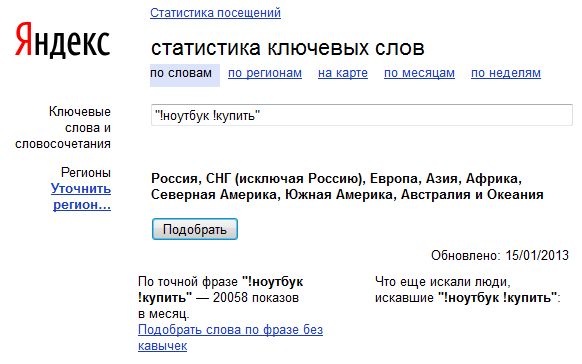 Статистика посещений
Яндекс
статистика ключевых слов
по словам по регионам на карте по месяцам по неделям
Ключевые
слова и
словосочетания
"!ноутбук !купить"
Регионы
Уточнить
регион…
Россия, СНГ (исключая Россию), Европа, Азия, Африка,
Северная Америка, Южная Америка, Австралия и Океания
Подобрать
Обновлено: 15/01/2013
По точной фразе "!ноутбук
!купить" — 20058 показов
в месяц.
Подобрать слова по фразе без
кавычек
Что еще искали люди,
искавшие "!ноутбук !купить":